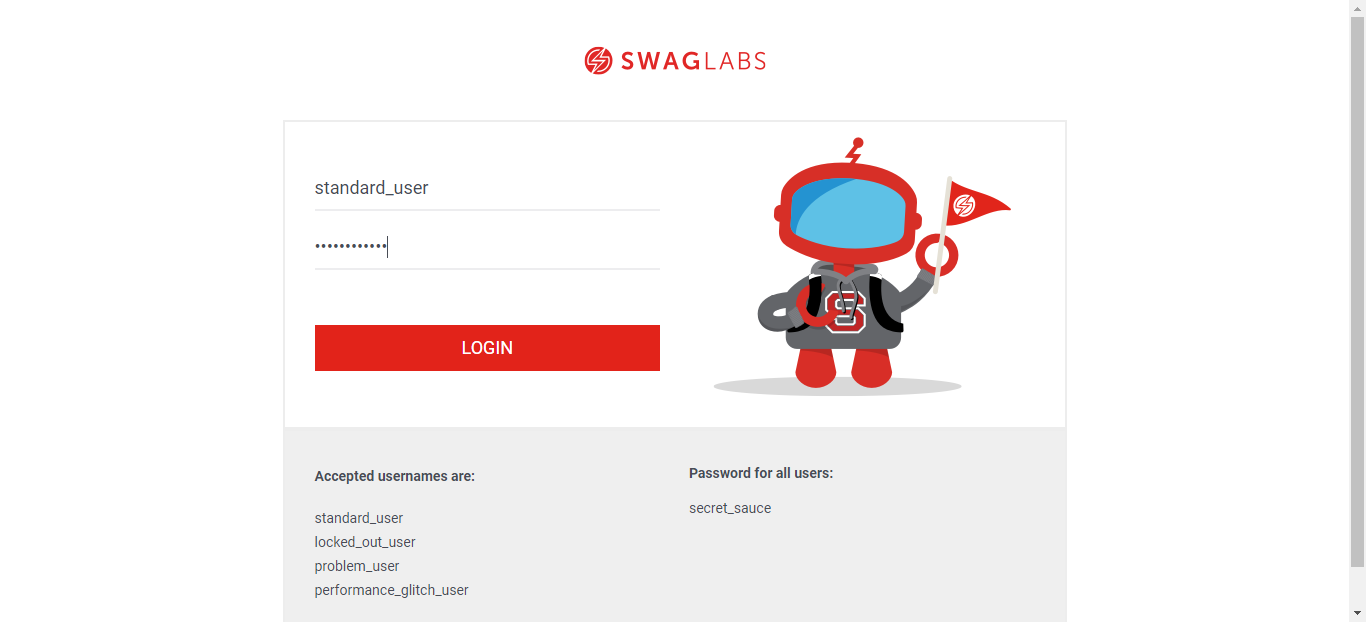 SWAGLABS
standard_user
••••••••••••
LOGIN
S
Accepted usernames are:
standard_user
locked_out_user
problem_user
performance_glitch_user
Password for all users:
secret_sauce